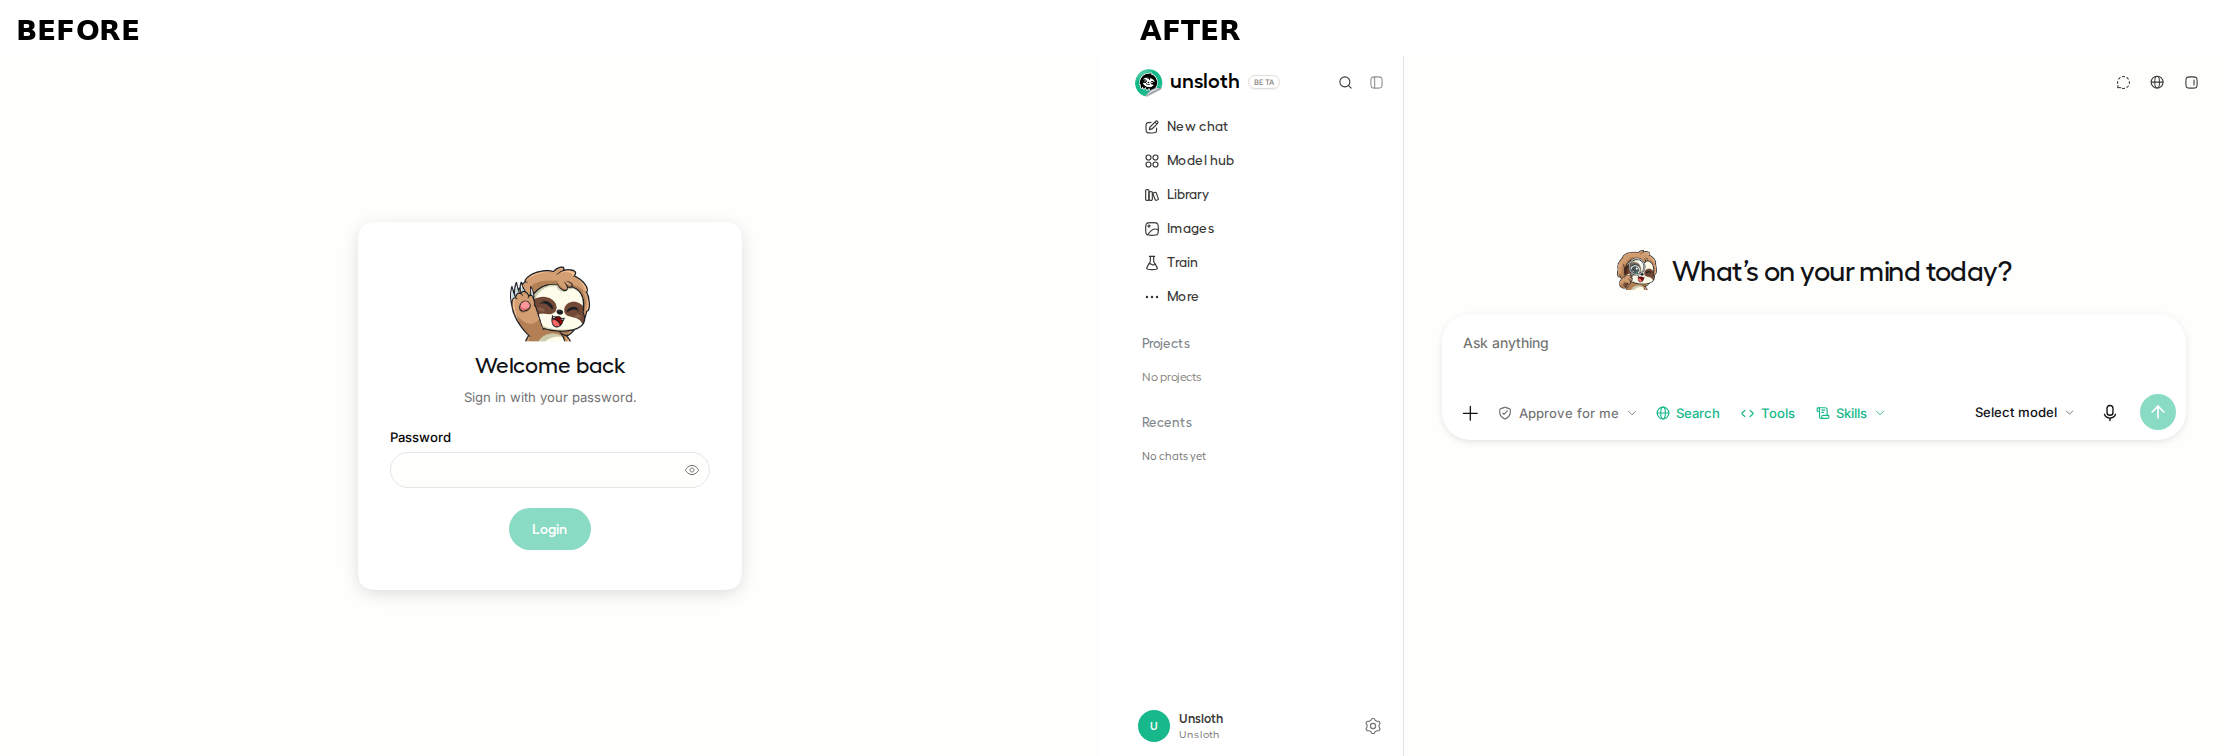 BEFORE
Welcome back
Sign in with your password.
Password
Login
AFTER
unsloth BETA
New chat
Model hub
Library
Images
Train
More
Projects
No projects
Recents
No chats yet
U
Unsloth
Unsloth
What's on your mind today?
Ask anything
Approve for me Search Tools Skills Select model